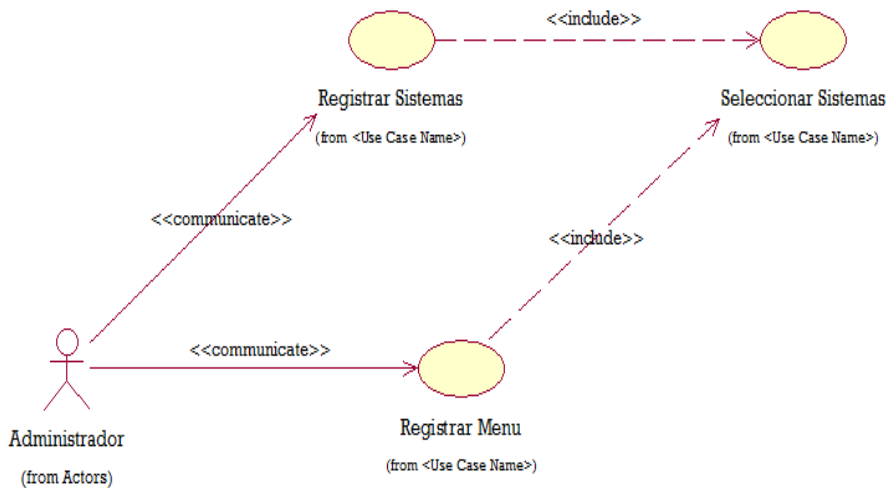 <<include>>
Registrar Sistemas
(from <Use Case Name>)
Seleccionar Sistemas
(from <Use Case Name>)
<<communicate>>
<<include>>
<<communicate>>
Administrador
(from Actors)
Registrar Menu
(from <Use Case Name>)